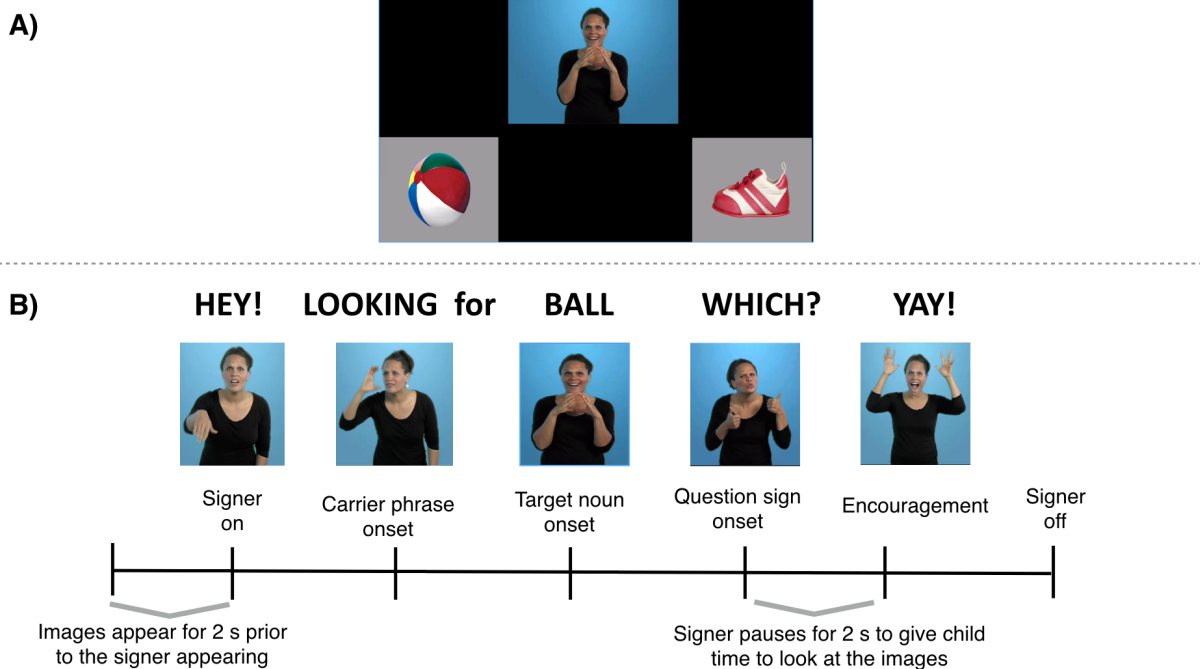 A)
B)
HEY! LOOKING for BALL WHICH? YAY!
Signer
on
Carrier phrase
onset
Target noun
onset
Question sign
onset
Encouragement
Signer
off
Images appear for 2 s prior
to the signer appearing
Signer pauses for 2 s to give child
time to look at the images